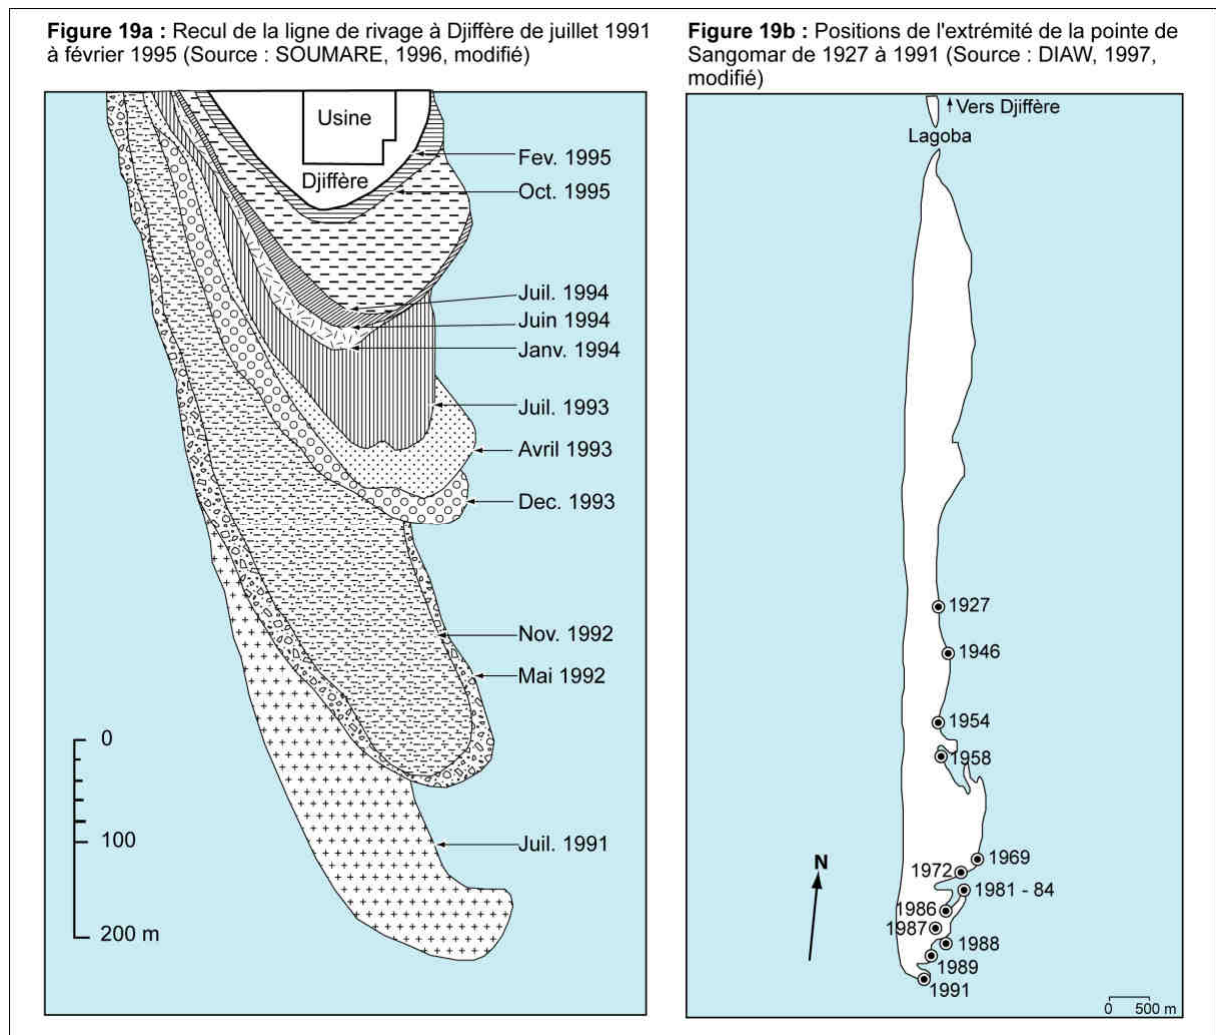 Figure 19a : Recul de la ligne de rivage à Djiffère de juillet 1991
à février 1995 (Source : SOUMARE, 1996, modifié)
Usine
Djiffère
Fev. 1995
Oct. 1995
Juil. 1994
Juin 1994
Janv. 1994
Juil. 1993
Avril 1993
Dec. 1993
Nov. 1992
Mai 1992
Juil. 1991
0
100
200 m
Figure 19b : Positions de l'extrémité de la pointe de
Sangomar de 1927 à 1991 (Source : DIAW, 1997,
modifié)
Vers Djiffère
Lagoba
1927
1946
1954
1958
1969
1972
1981 - 84
1986
1987
1988
1989
1991
N
0 500 m